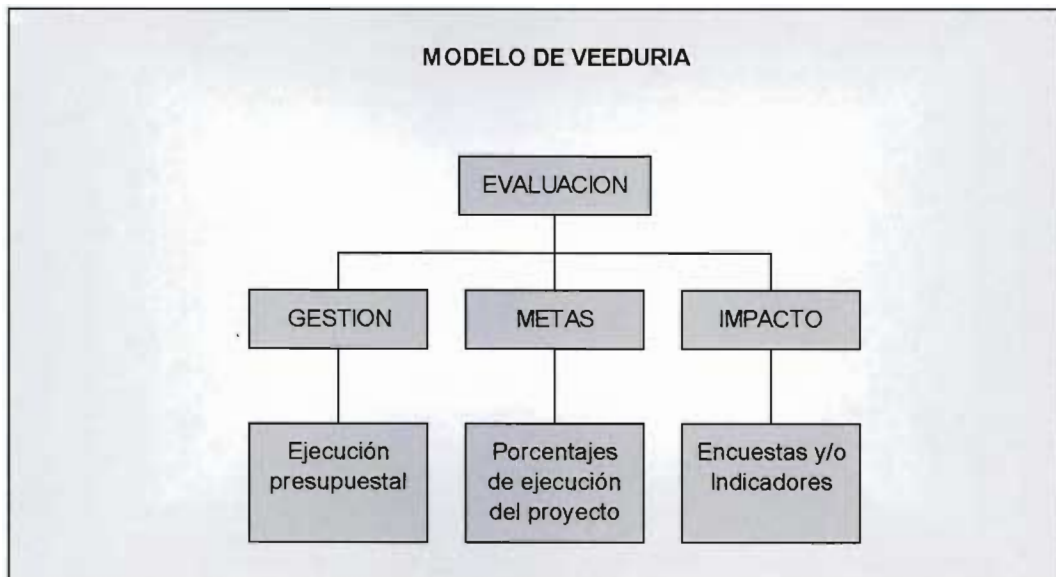 MODELO DE VEEDURIA
EVALUACION
GESTION
METAS
IMPACTO
Ejecución
presupuestal
Porcentajes
de ejecución
del proyecto
Encuestas y/o
Indicadores